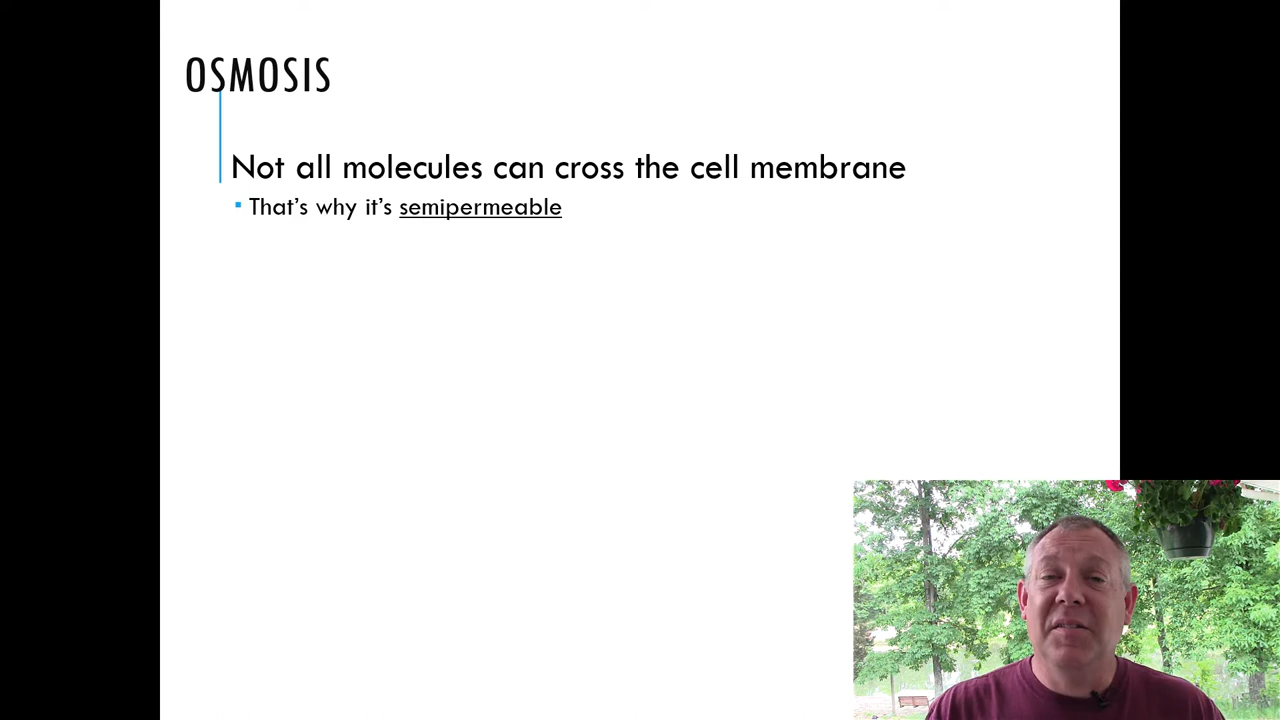 OSMOSIS
Not all molecules can cross the cell membrane
That's why it's semipermeable